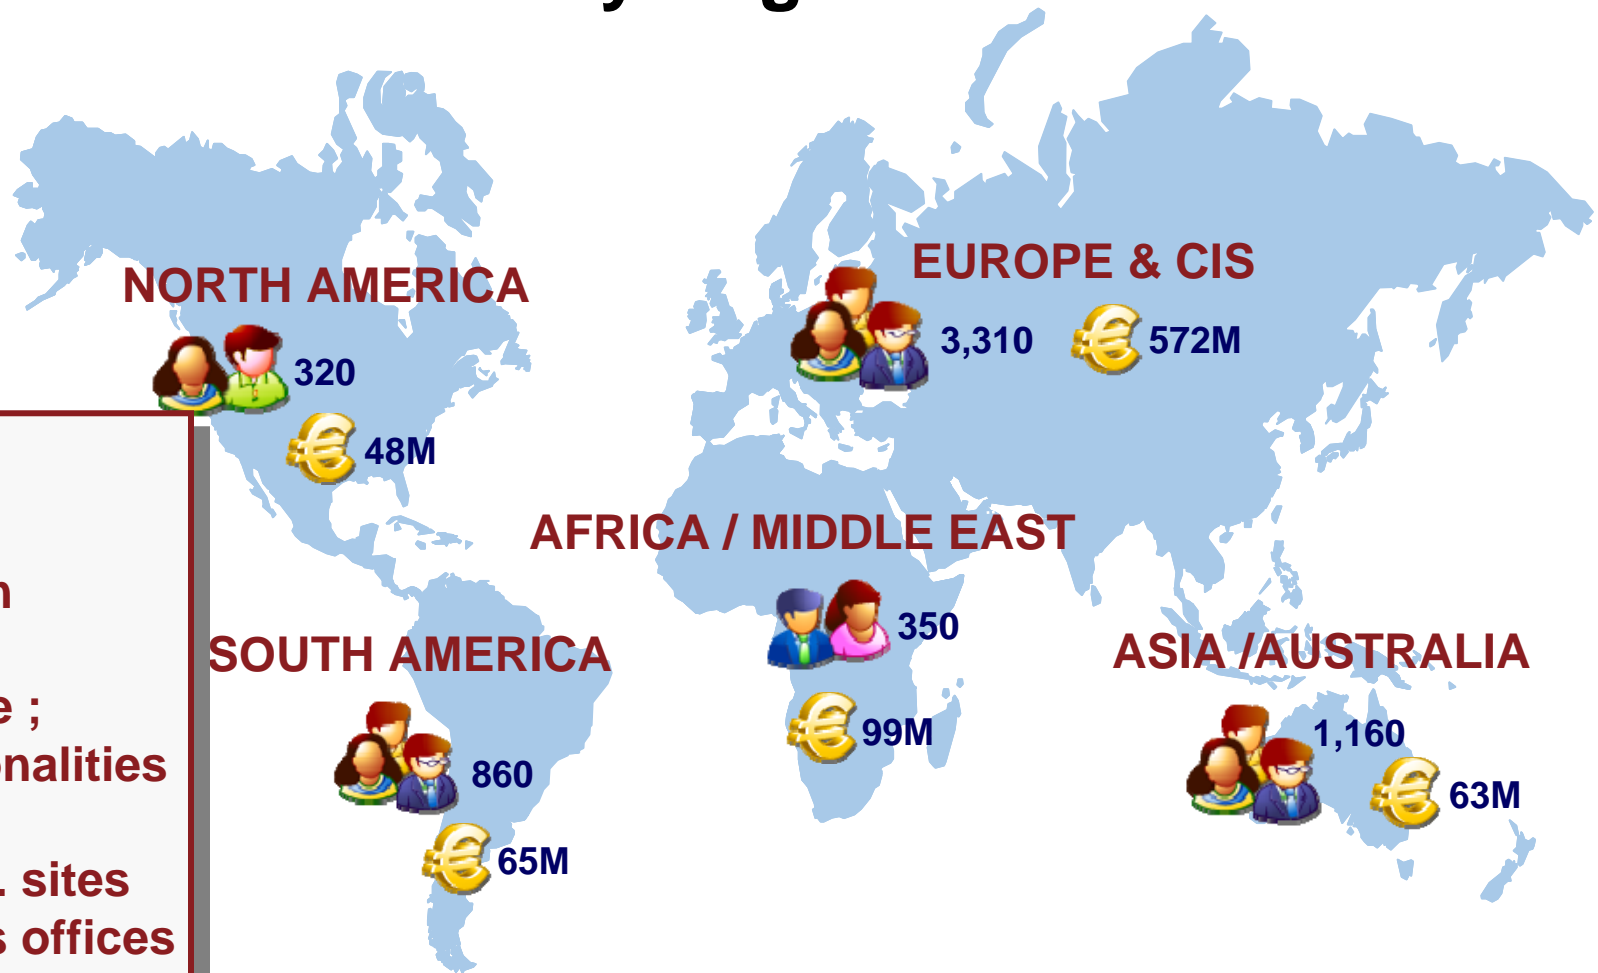 EUROPE & CIS
3,310
572M
NORTH AMERICA
320
48M
AFRICA / MIDDLE EAST
350
99M
SOUTH AMERICA
860
65M
ASIA /AUSTRALIA
1,160
63M
e ;
onalities
. sites
s offices